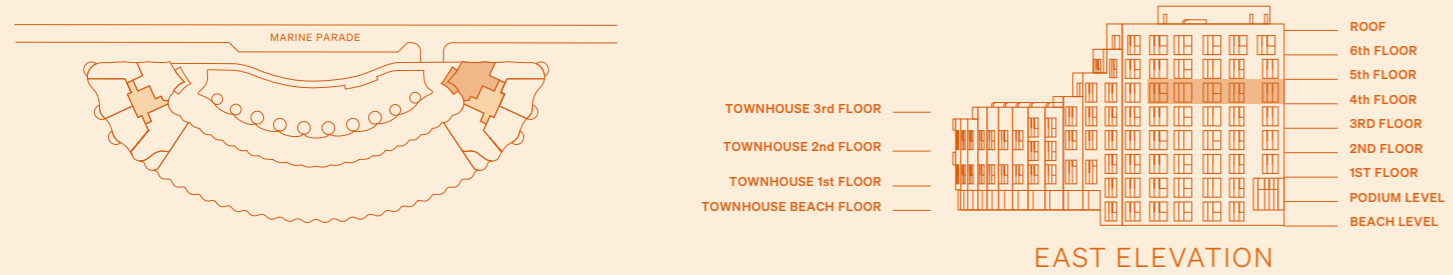 MARINE PARADE
TOWNHOUSE 3rd FLOOR
TOWNHOUSE 2nd FLOOR
TOWNHOUSE 1st FLOOR
TOWNHOUSE BEACH FLOOR
ROOF
6th FLOOR
5th FLOOR
4th FLOOR
3RD FLOOR
2ND FLOOR
1ST FLOOR
PODIUM LEVEL
BEACH LEVEL
EAST ELEVATION